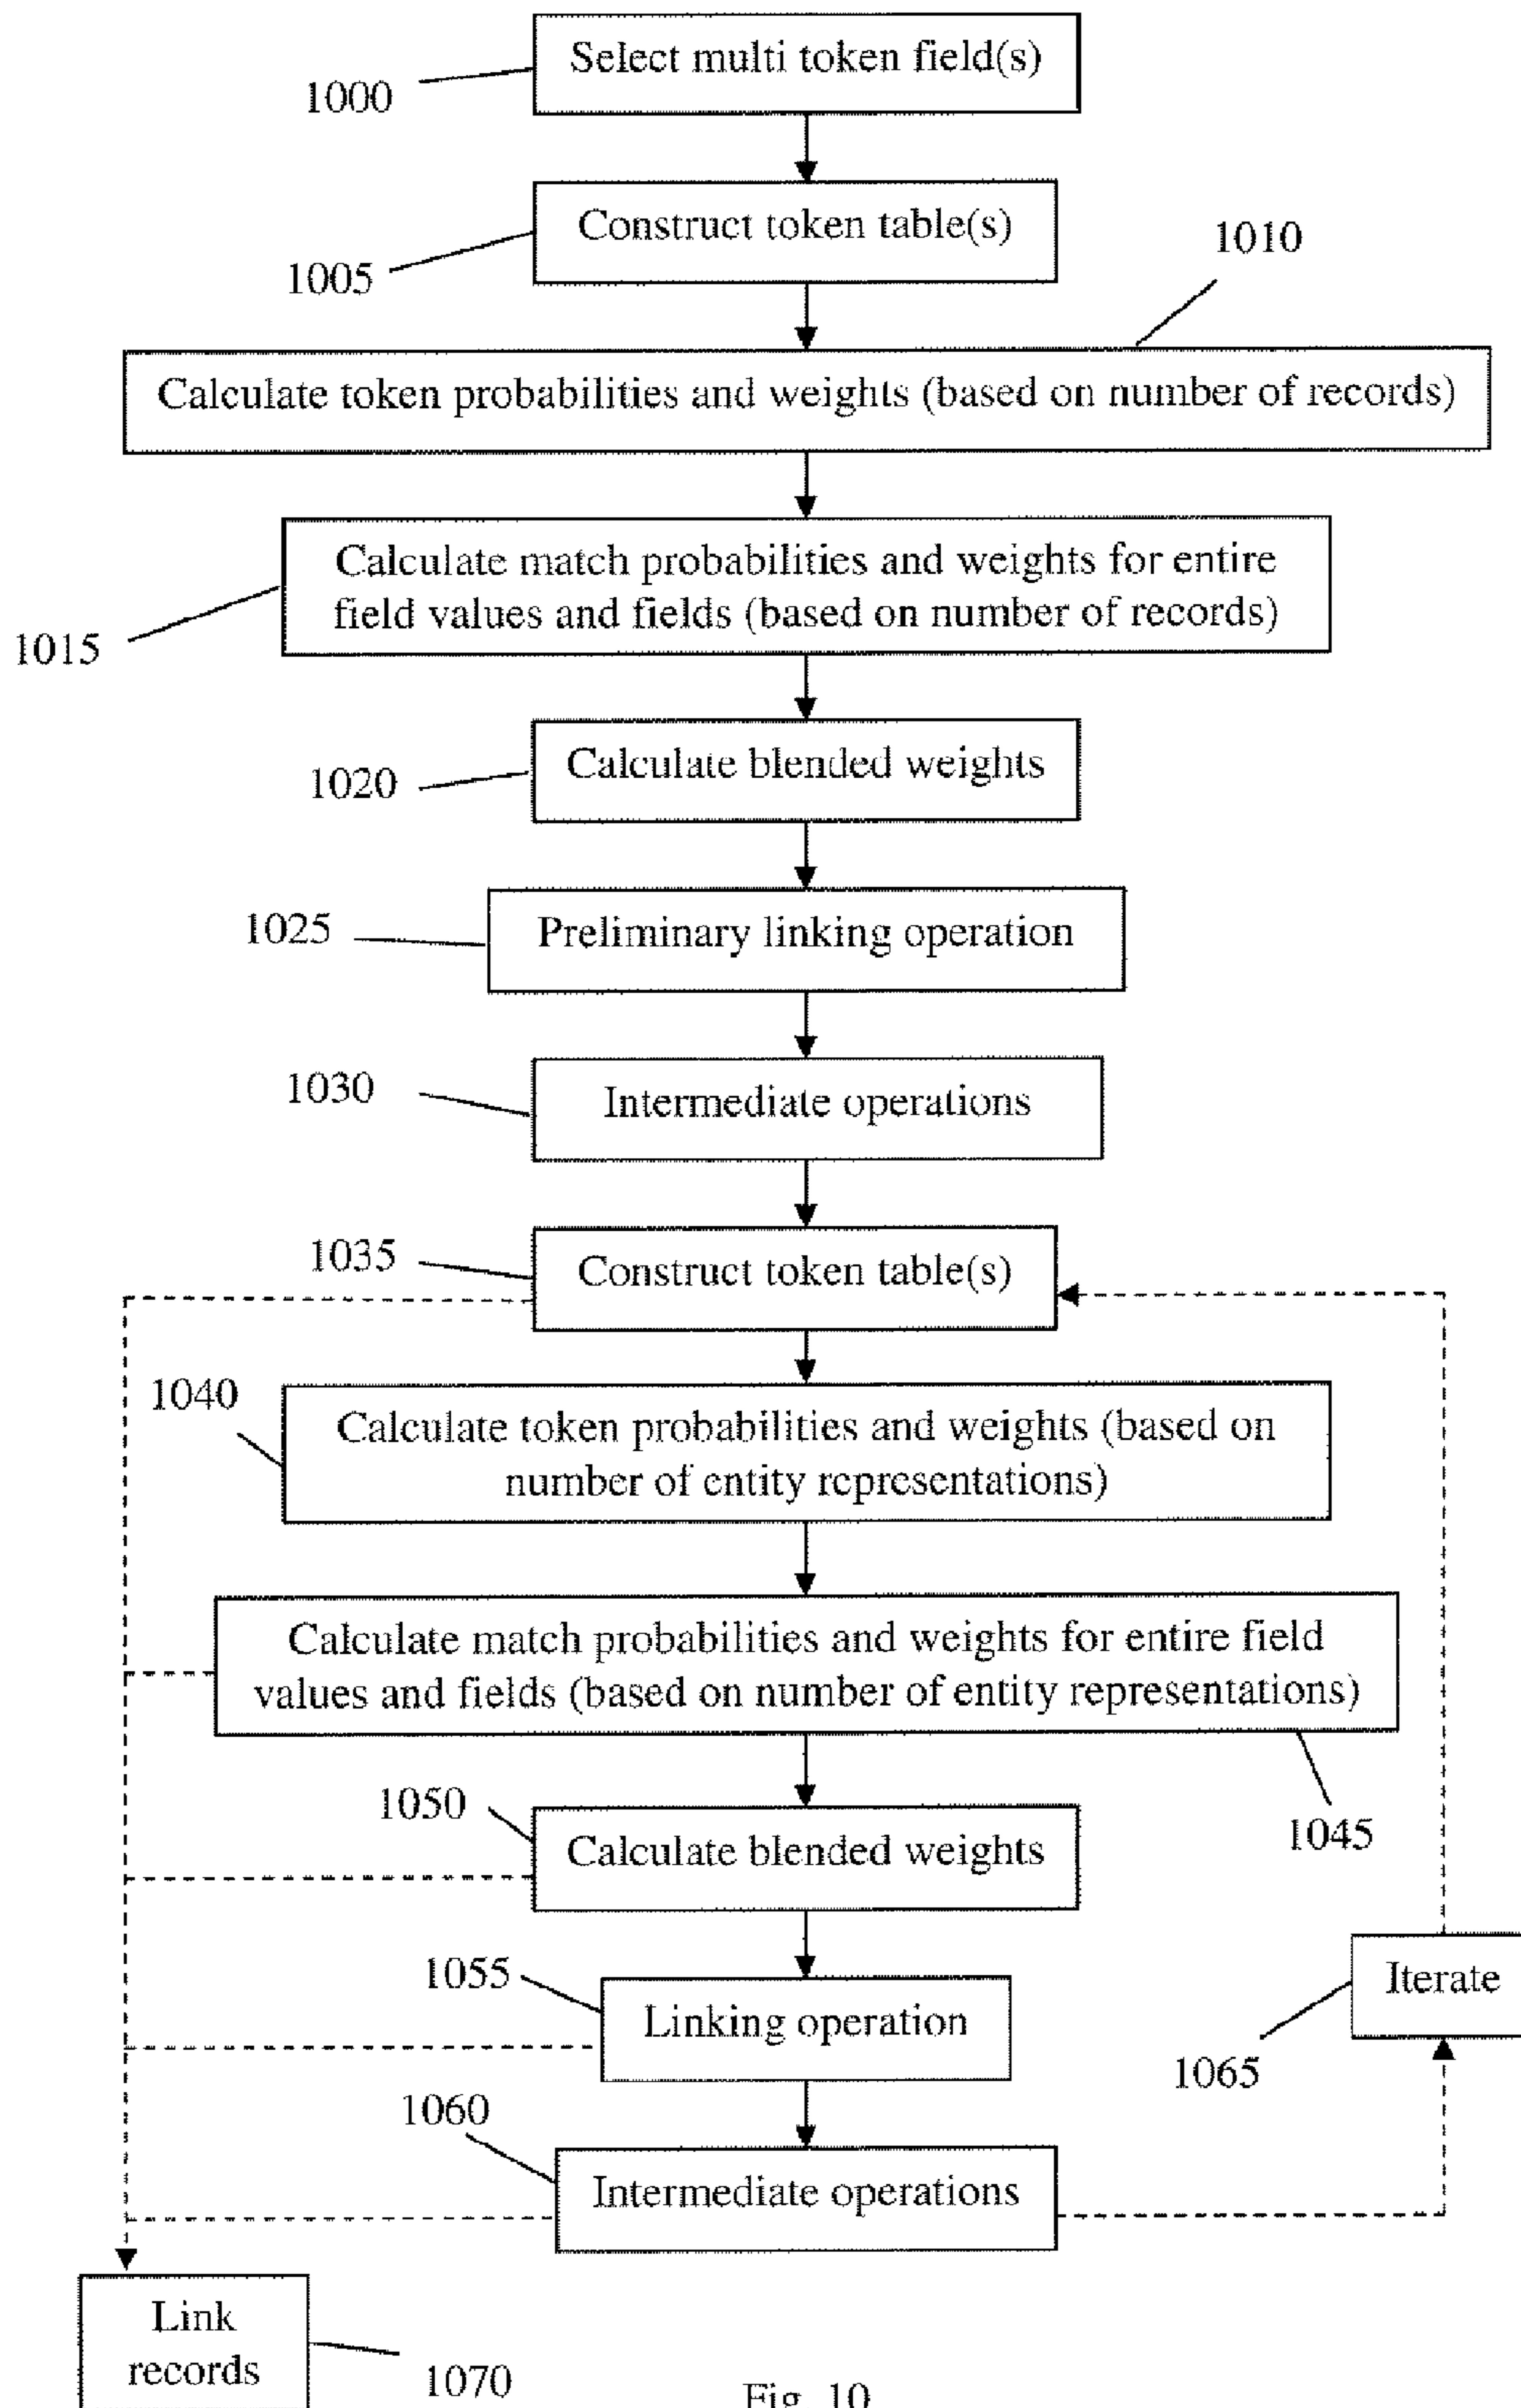 Select multi token field(s)
1000
Construct token table(s)
1005
1010
Calculate token probabilities and weights (based on number of records)
Calculate match probabilities and weights for entire
field values and fields (based on number of records)
1015
Calculate blended weights
1020
1025
Preliminary linking operation
1030
Intermediate operations
1035
Construct token table(s)
1040
Calculate token probabilities and weights (based on
number of entity representations)
Calculate match probabilities and weights for entire field
values and fields (based on number of entity representations)
1050
1045
Calculate blended weights
1055
Iterate
Linking operation
1065
1060
Intermediate operations
Link
records
1070
Fig. 10